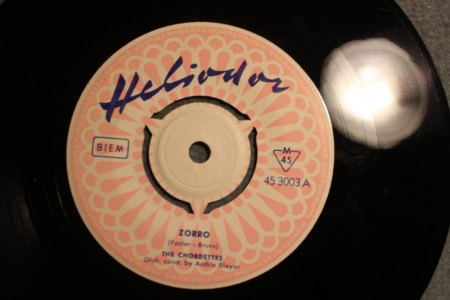 Heliodor
BIEM
M
45
45 3003 A
ZORRO
(Foster - Bruns)
THE CHORDETTES
Orch. cond. by Archie Bleyer